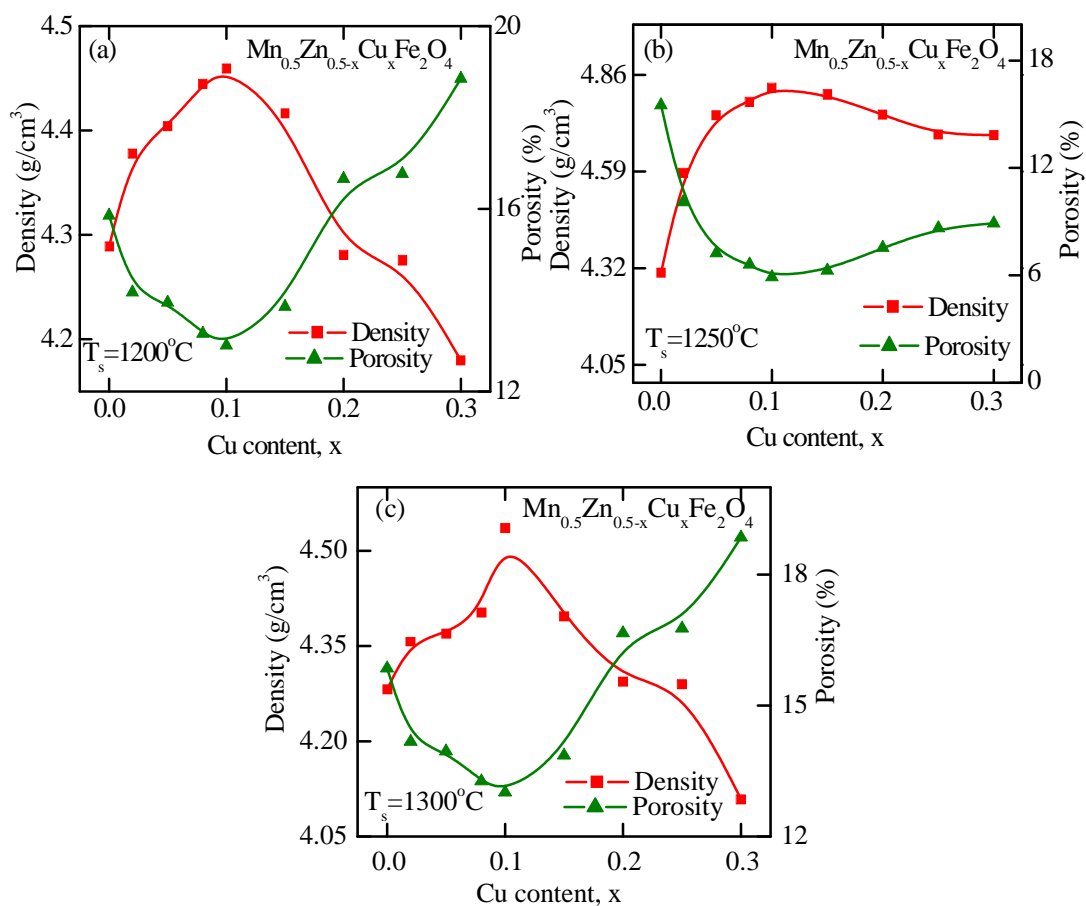 (a)
Mn0.5Zn0.5-xCuxFe2O4
4.5
4.4
4.3
4.2
Density (g/cm3)
20
16
12
Porosity (%)
Density
Porosity
Ts=1200oC
0.0 0.1 0.2 0.3
Cu content, x
(b)
Mn0.5Zn0.5-xCuxFe2O4
4.86
4.59
4.32
4.05
Density (g/cm3)
18
12
6
0
Porosity (%)
Density
Porosity
Ts=1250oC
0.0 0.1 0.2 0.3
Cu content, x
(c)
Mn0.5Zn0.5-xCuxFe2O4
4.50
4.35
4.20
4.05
Density (g/cm3)
18
15
12
Porosity (%)
Density
Porosity
Ts=1300oC
0.0 0.1 0.2 0.3
Cu content, x